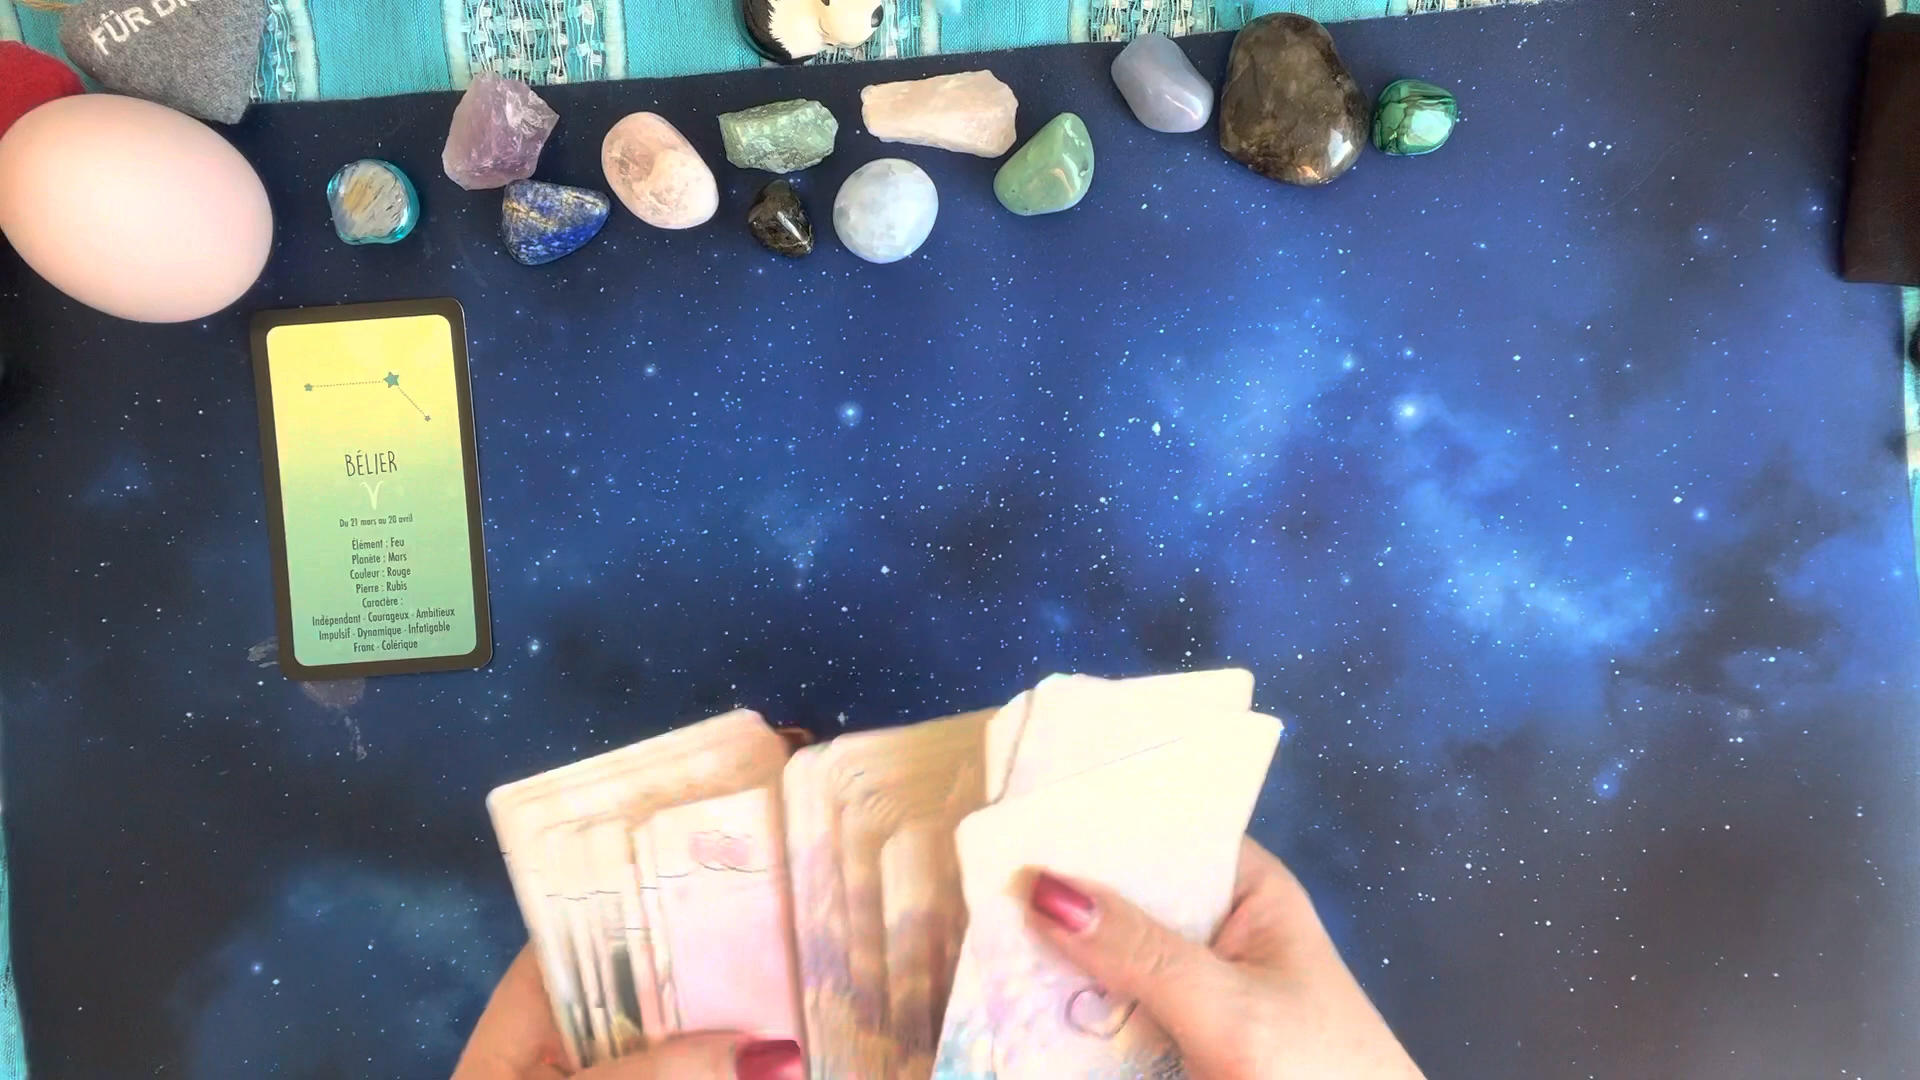 FÜR DI
BÉLIER
Du 21 mars au 20 avril
Élément : Feu
Planète : Mars
Couleur : Rouge
Pierre : Rubis
Caractère :
Indépendant - Courageux - Ambitieux
Impulsif - Dynamique - Infatigable
Franc - Colérique